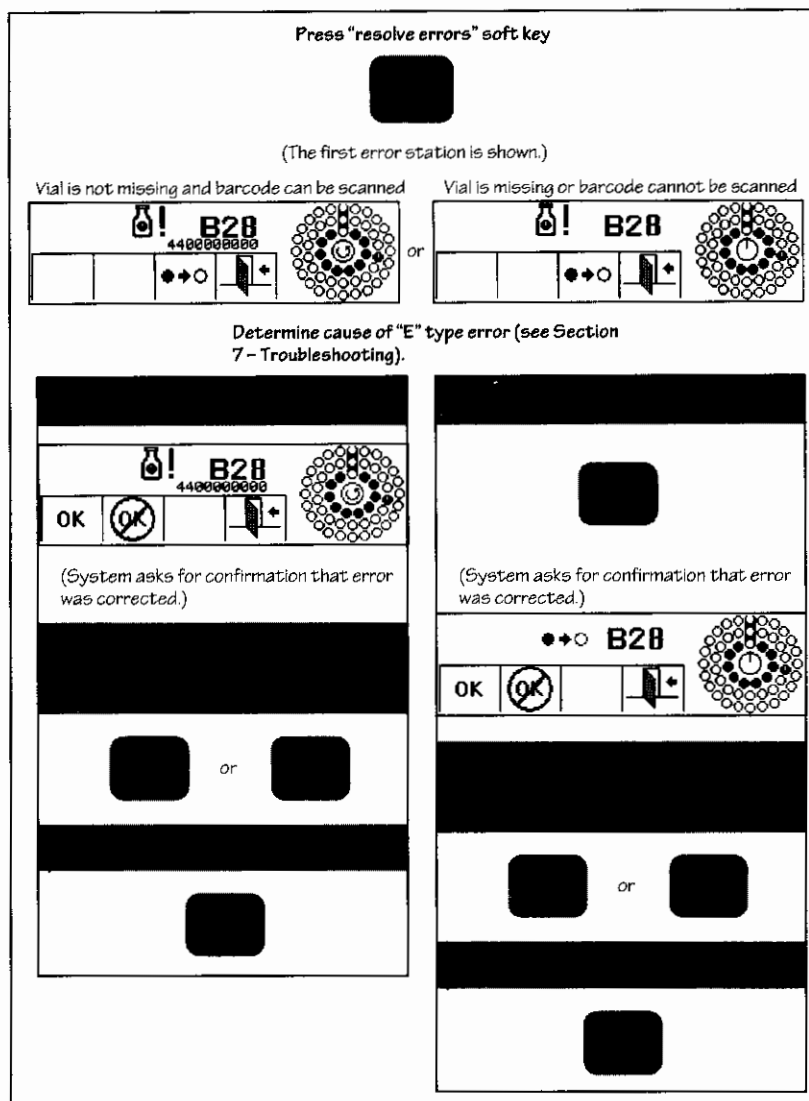 Press “resolve errors” soft key
(The first error station is shown.)
Vial is not missing and barcode can be scanned
B28
4400000000
or
Vial is missing or barcode cannot be scanned
B28
Determine cause of “E” type error (see Section
7 – Troubleshooting).
B28
4400000000
OK OK
(System asks for confirmation that error
was corrected.)
or
(System asks for confirmation that error
was corrected.)
B28
OK OK
or